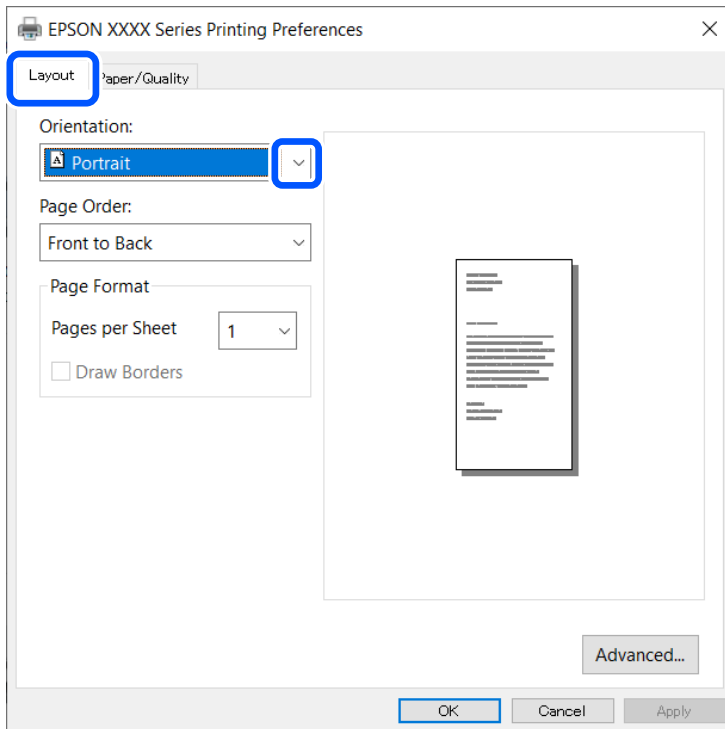 EPSON XXXX Series Printing Preferences
Layout
Paper/Quality
Orientation:
Portrait
Page Order:
Front to Back
Page Format
Pages per Sheet 1
Draw Borders
Advanced...
OK Cancel Apply